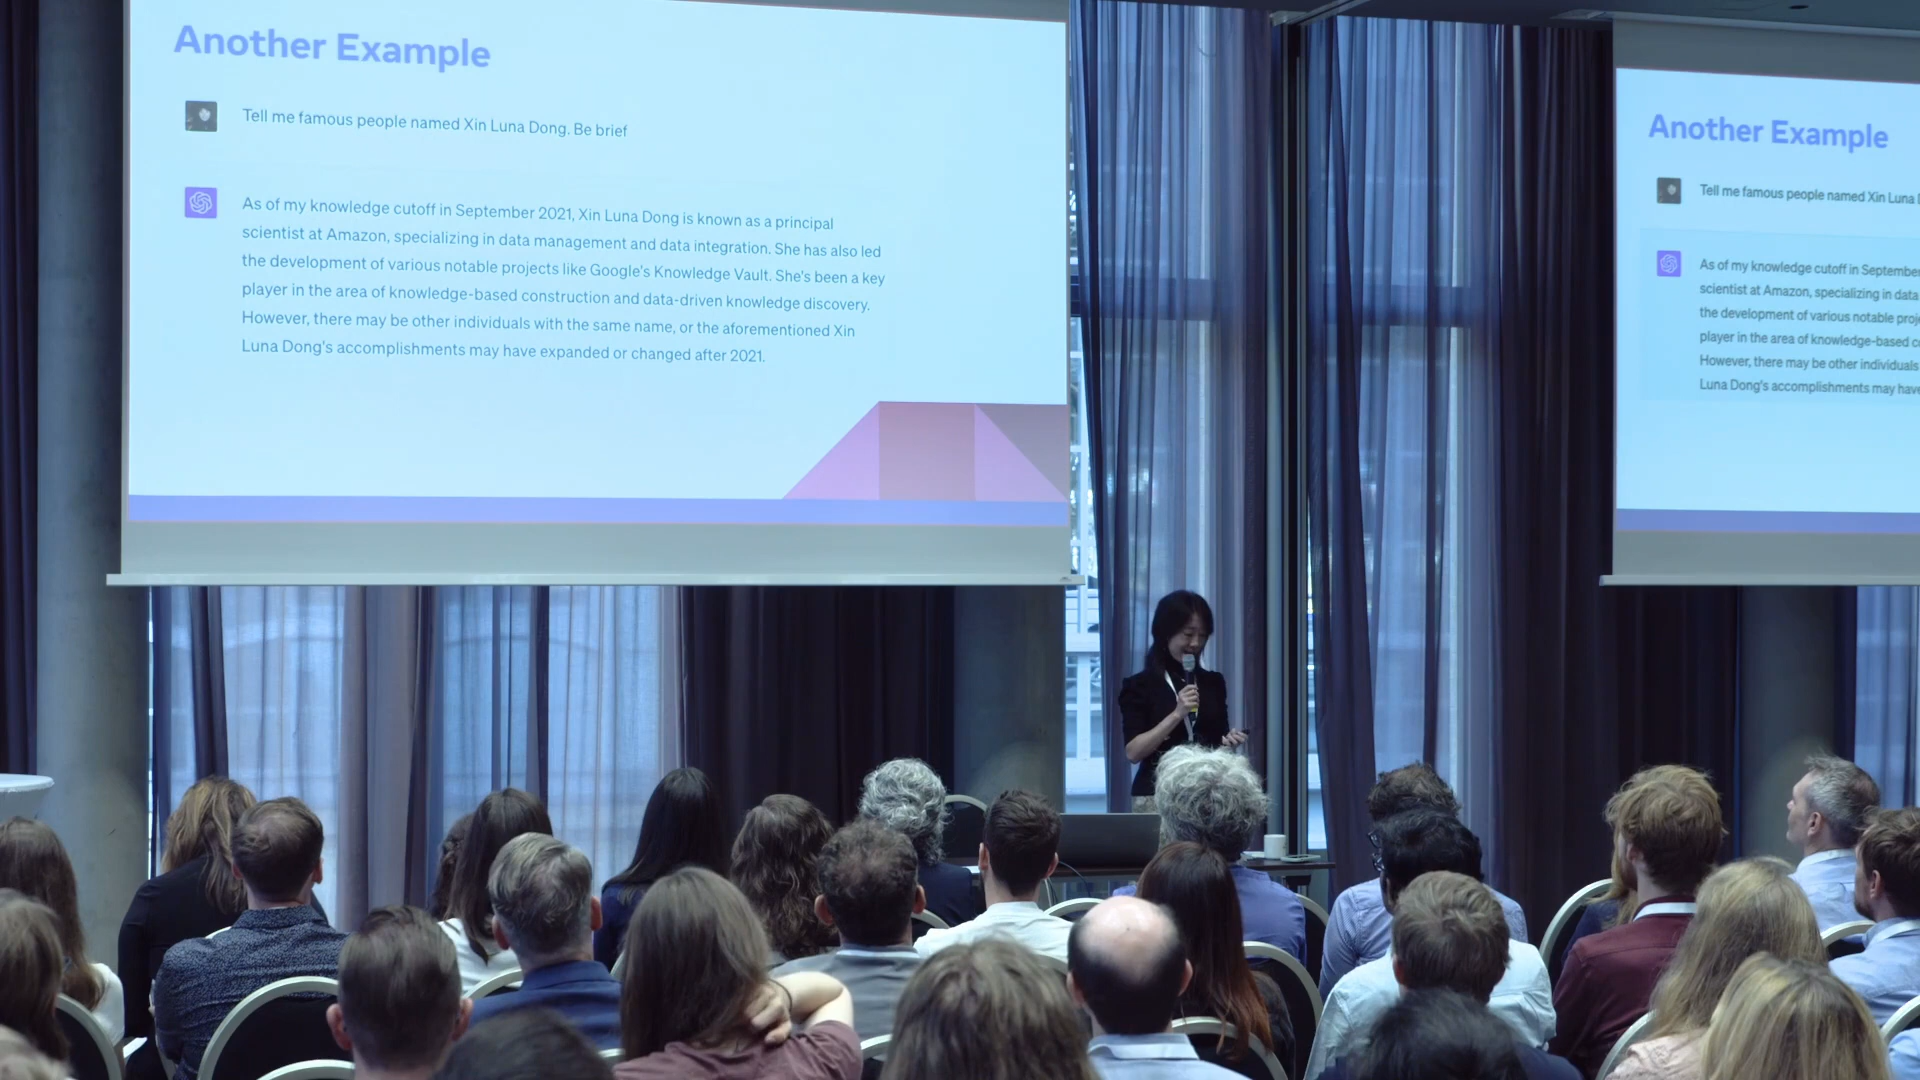 Another Example
Tell me famous people named Xin Luna Dong. Be brief
As of my knowledge cutoff in September 2021, Xin Luna Dong is known as a principal
scientist at Amazon, specializing in data management and data integration. She has also led
the development of various notable projects like Google's Knowledge Vault. She's been a key
player in the area of knowledge-based construction and data-driven knowledge discovery.
However, there may be other individuals with the same name, or the aforementioned Xin
Luna Dong's accomplishments may have expanded or changed after 2021.
Another Example
Tell me famous people named Xin Luna
As of my knowledge cutoff in September
scientist at Amazon, specializing in data
the development of various notable
player in the area of knowledge-based
However, there may be other individuals
Luna Dong's accomplishments may have